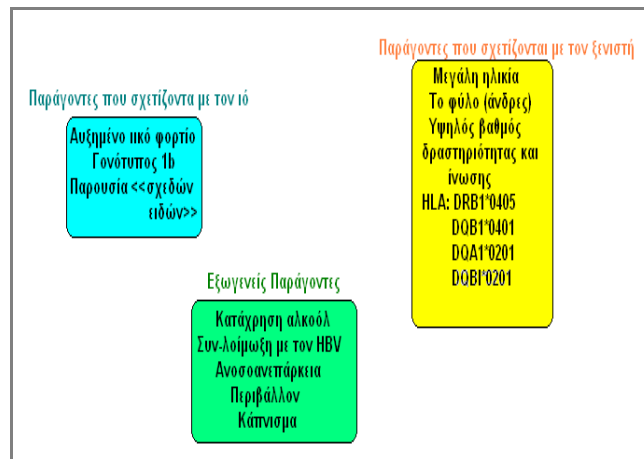 Παράγοντες που σχετίζοντα με τον ιό
Αυξημένο ιικό φορτίο
Γονότυπος 1b
Παρουσία <<σχεδών
ειδών>>
Παράγοντες που σχετίζονται με τον ξενιστή
Μεγάλη ηλικία
Το φύλο (άνδρες)
Υψηλός βαθμός
δραστηριότητας και
ίνωσης
HLA: DRB1*0405
DQB1*0401
DQA1*0201
DQBI*0201
Εξωγενείς Παράγοντες
Κατάχρηση αλκοόλ
Συν-λοίμωξη με τον HBV
Ανοσοανεπάρκεια
Περιβάλλον
Κάπνισμα